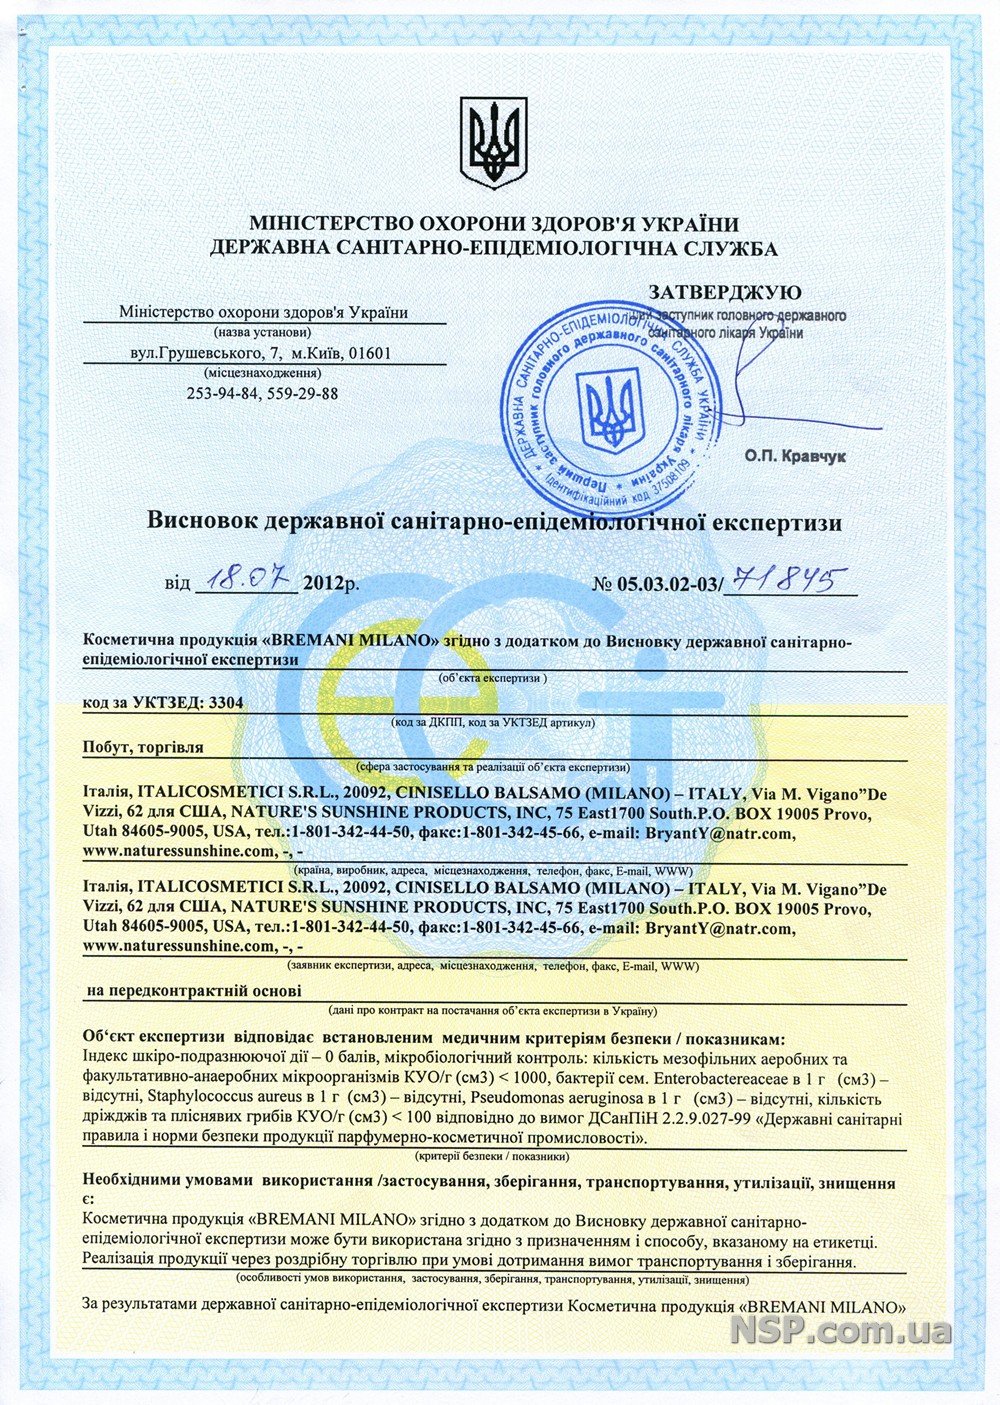 МІНІСТЕРСТВО ОХОРОНИ ЗДОРОВ'Я УКРАЇНИ
ДЕРЖАВНА САНІТАРНО-ЕПІДЕМІОЛОГІЧНА СЛУЖБА
ЗАТВЕРДЖУЮ
заступник головного державного
санітарного лікаря України
О.П. Кравчук
Міністерство охорони здоров'я України
(назва установи)
вул.Грушевського, 7, м.Київ, 01601
(місцезнаходження)
253-94-84, 559-29-88
* ДЕРЖАВНА САНІТАРНО-ЕПІДЕМІОЛОГІЧНА СЛУЖБА УКРАЇНИ *
Ідентифікаційний код 37508109
* Перший заступник головного державного санітарного лікаря України
Висновок державної санітарно-епідеміологічної експертизи
від 18.07 2012р.
№ 05.03.02-03/ 71845
Косметична продукція «BREMANI MILANO» згідно з додатком до Висновку державної санітарно-
епідеміологічної експертизи
(об’єкта експертизи )
код за УКТЗЕД: 3304
(код за ДКПП, код за УКТЗЕД артикул)
Побут, торгівля
(сфера застосування та реалізації об’єкта експертизи)
Італія, ITALICOSMETICI S.R.L., 20092, CINISELLO BALSAMO (MILANO) – ITALY, Via M. Vigano”De
Vizzi, 62 для США, NATURE'S SUNSHINE PRODUCTS, INC, 75 East1700 South.P.O. BOX 19005 Provo,
Utah 84605-9005, USA, тел.:1-801-342-44-50, факс:1-801-342-45-66, e-mail: BryantY@natr.com,
www.naturessunshine.com, -, -
(країна, виробник, адреса, місцезнаходження, телефон, факс, E-mail, WWW)
Італія, ITALICOSMETICI S.R.L., 20092, CINISELLO BALSAMO (MILANO) – ITALY, Via M. Vigano”De
Vizzi, 62 для США, NATURE'S SUNSHINE PRODUCTS, INC, 75 East1700 South.P.O. BOX 19005 Provo,
Utah 84605-9005, USA, тел.:1-801-342-44-50, факс:1-801-342-45-66, e-mail: BryantY@natr.com,
www.naturessunshine.com, -, -
(заявник експертизи, адреса, місцезнаходження, телефон, факс, E-mail, WWW)
на передконтрактній основі
(дані про контракт на постачання об’єкта експертизи в Україну)
Об‘єкт експертизи відповідає встановленим медичним критеріям безпеки / показникам:
Індекс шкіро-подразнюючої дії – 0 балів, мікробіологічний контроль: кількість мезофільних аеробних та
факультативно-анаеробних мікроорганізмів КУО/г (см3) < 1000, бактерії сем. Enterobactereaceae в 1 г (см3) –
відсутні, Staphylococcus aureus в 1 г (см3) – відсутні, Pseudomonas aeruginosa в 1 г (см3) – відсутні, кількість
дріжджів та пліснявих грибів КУО/г (см3) < 100 відповідно до вимог ДСанПіН 2.2.9.027-99 «Державні санітарні
правила і норми безпеки продукції парфумерно-косметичної промисловості».
(критерії безпеки / показники)
Необхідними умовами використання /застосування, зберігання, транспортування, утилізації, знищення
є:
Косметична продукція «BREMANI MILANO» згідно з додатком до Висновку державної санітарно-
епідеміологічної експертизи може бути використана згідно з призначенням і способу, вказаному на етикетці.
Реалізація продукції через роздрібну торгівлю при умові дотримання вимог транспортування і зберігання.
(особливості умов використання, застосування, зберігання, транспортування, утилізації, знищення)
За результатами державної санітарно-епідеміологічної експертизи Косметична продукція «BREMANI MILANO»
NSP.com.ua